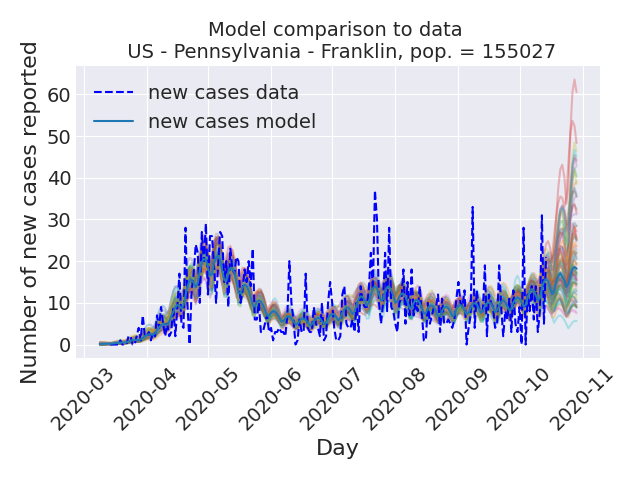 Model comparison to data
US - Pennsylvania - Franklin, pop. = 155027
Number of new cases reported
60
50
40
30
20
10
0
new cases data
new cases model
2020-03
2020-04
2020-05
2020-06
2020-07
2020-08
2020-09
2020-10
2020-11
Day